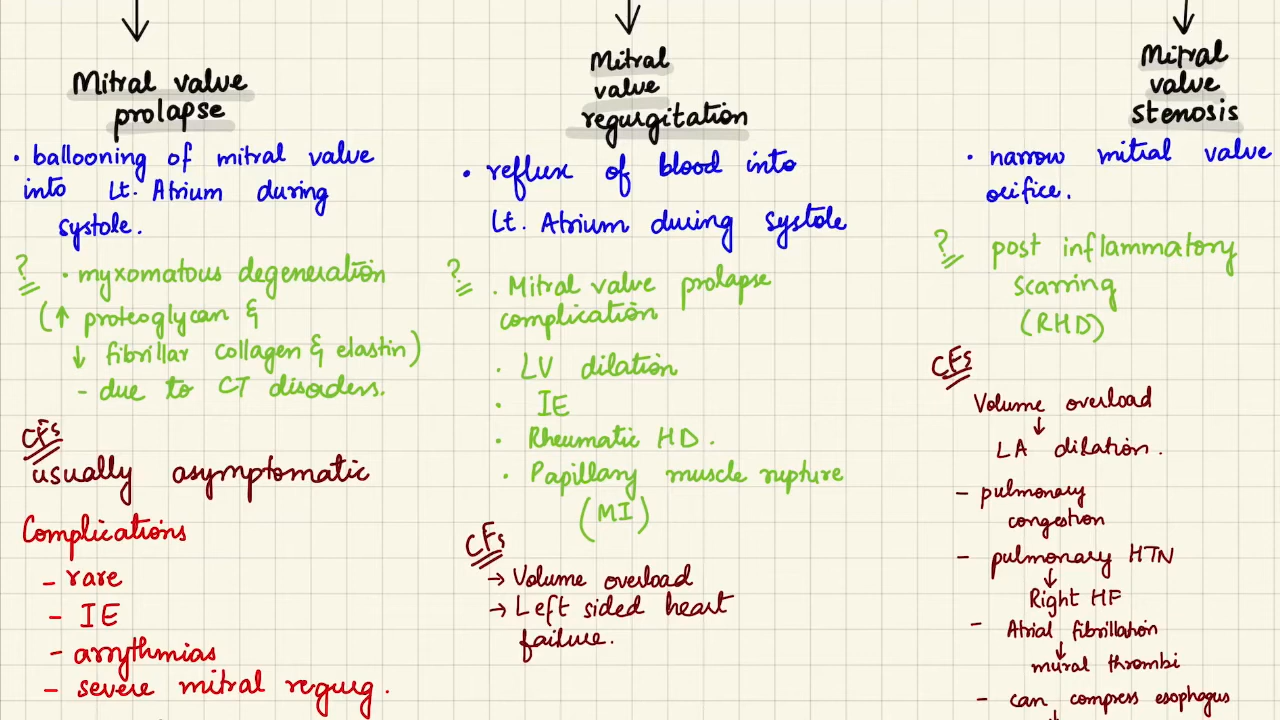 Mitral valve
prolapse
• ballooning of mitral valve
into Lt. Atrium during
systole.
? • myxomatous degeneration
(↑ proteoglycan &
↓ fibrillar collagen & elastin)
- due to CT disorders.
CFs
usually asymptomatic
Complications
- rare
- IE
- arrythmias
- severe mitral regurg.
Mitral
valve
regurgitation
• reflux of blood into
Lt. Atrium during systole
? • Mitral valve prolapse
complication
• LV dilation
• IE
• Rheumatic HD.
• Papillary muscle rupture
(MI)
CFs
→ Volume overload
→ Left sided heart
failure.
Mitral
valve
stenosis
• narrow mitral valve
orifice.
? post inflammatory
scarring
(RHD)
CFs
Volume overload
↓
LA dilation.
- pulmonary
congestion
- pulmonary HTN
↓
Right HF
- Atrial fibrillation
↓
mural thrombi
- can compress esophagus